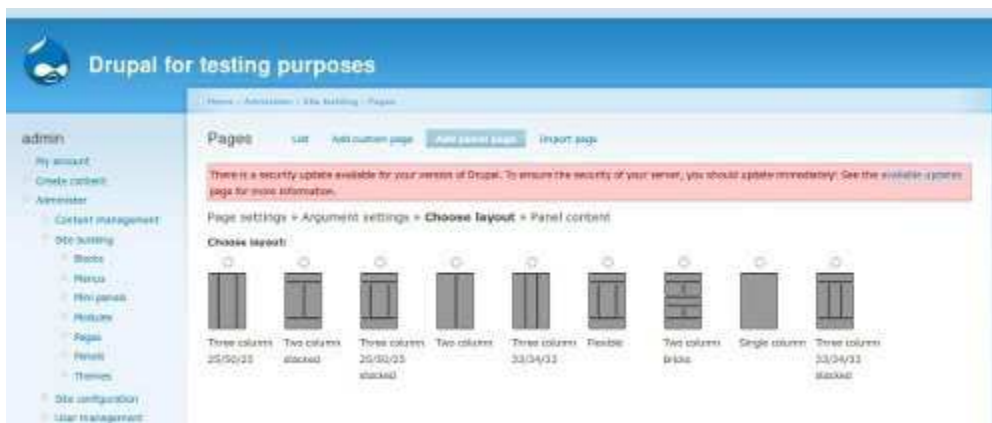 Drupal for testing purposes
Home › Administer › Site building › Pages
admin
My account
Create content
Administer
Content management
Site building
Blocks
Menus
Mini panels
Modules
Pages
Panels
Themes
Site configuration
User management
Pages List Add custom page Add panel page Import page
There is a security update available for your version of Drupal. To ensure the security of your server, you should update immediately! See the available updates
page for more information.
Page settings » Argument settings » Choose layout » Panel content
Choose layout:
Three column 25/50/25
Two column stacked
Three column 25/50/25 stacked
Two column
Three column 33/34/33
Flexible
Two column bricks
Single column
Three column 33/34/33 stacked